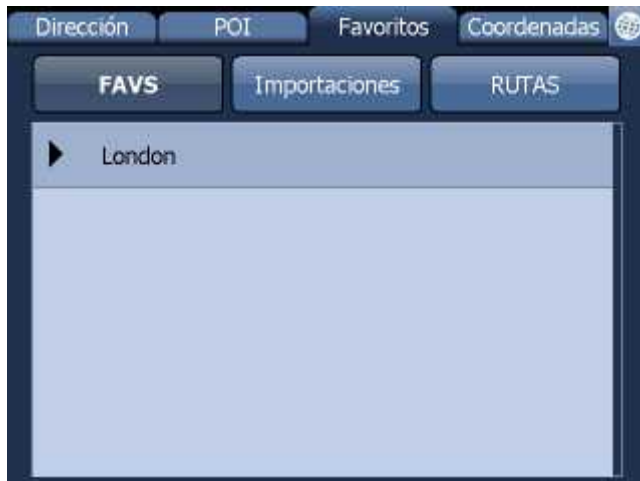 Dirección POI Favoritos Coordenadas
FAVS Importaciones RUTAS
London